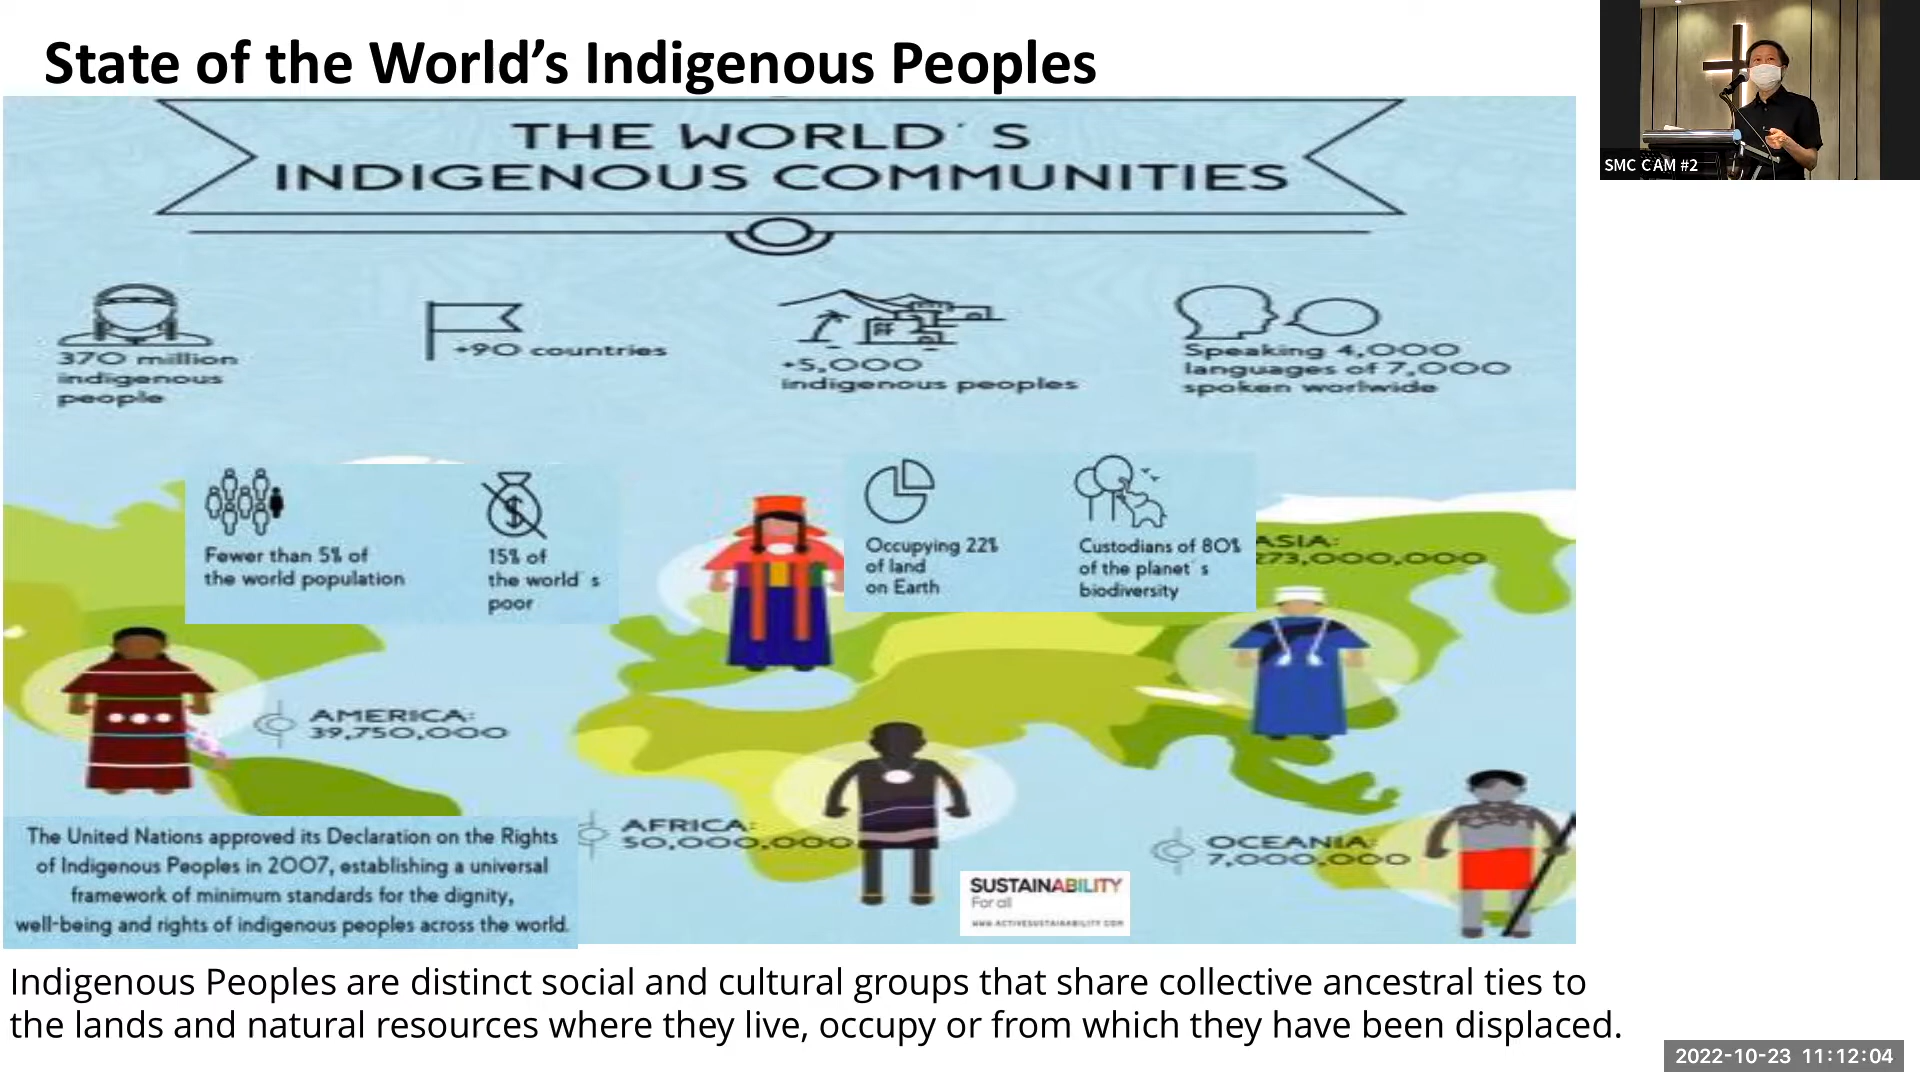 State of the World’s Indigenous Peoples
SMC CAM #2
THE WORLD´S
INDIGENOUS COMMUNITIES
370 million
indigenous
people
+90 countries
+5,000
indigenous peoples
Speaking 4,000
languages of 7,000
spoken worlwide
Fewer than 5% of
the world population
15% of
the world´s
poor
Occupying 22%
of land
on Earth
Custodians of 80%
of the planet´s
biodiversity
ASIA:
273,000,000
AMERICA:
39,750,000
AFRICA:
50,000,000
OCEANIA:
7,000,000
The United Nations approved its Declaration on the Rights
of Indigenous Peoples in 2007, establishing a universal
framework of minimum standards for the dignity,
well-being and rights of indigenous peoples across the world.
SUSTAINABILITY
For all
WWW.ACTIVESUSTAINABILITY.COM
Indigenous Peoples are distinct social and cultural groups that share collective ancestral ties to
the lands and natural resources where they live, occupy or from which they have been displaced.
2022-10-23 11:12:04